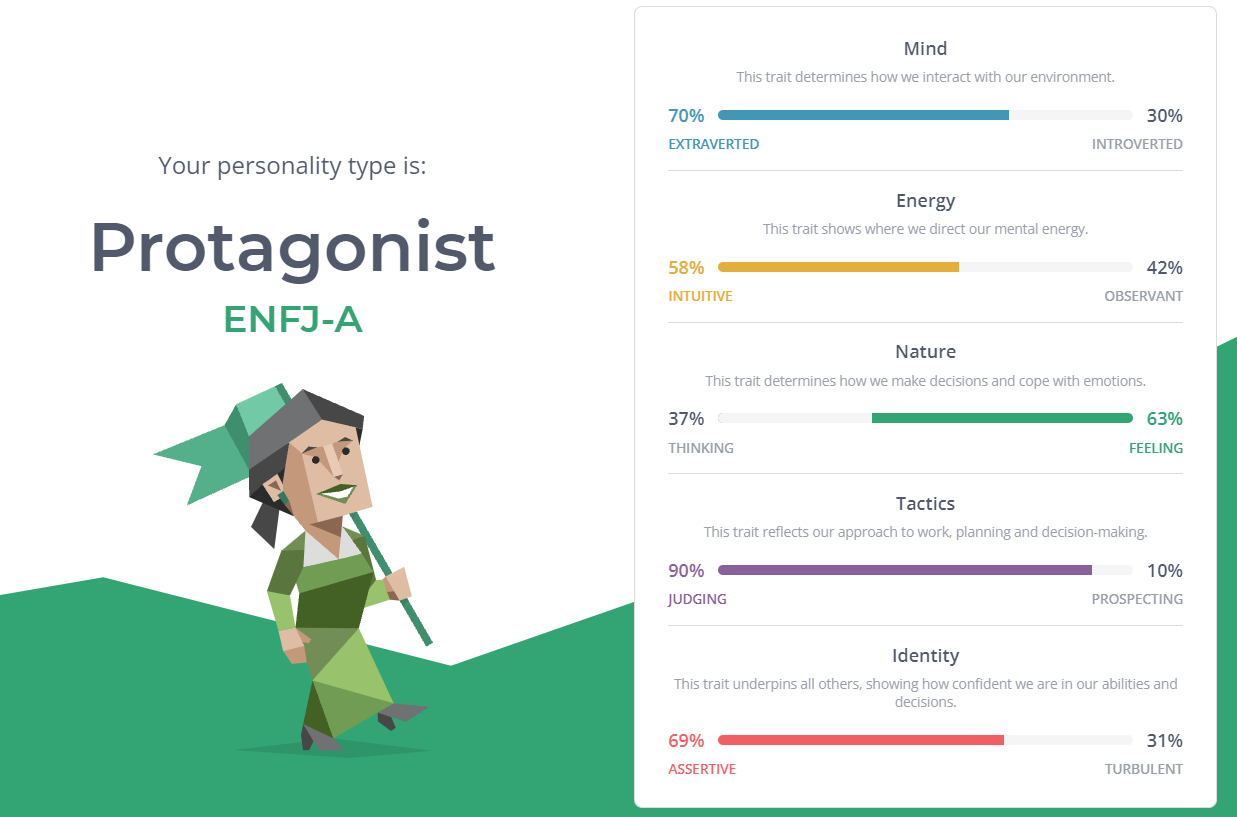 Your personality type is:
Protagonist
ENFJ-A
Mind
This trait determines how we interact with our environment.
70% 30%
EXTRAVERTED INTROVERTED
Energy
This trait shows where we direct our mental energy.
58% 42%
INTUITIVE OBSERVANT
Nature
This trait determines how we make decisions and cope with emotions.
37% 63%
THINKING FEELING
Tactics
This trait reflects our approach to work, planning and decision-making.
90% 10%
JUDGING PROSPECTING
Identity
This trait underpins all others, showing how confident we are in our abilities and
decisions.
69% 31%
ASSERTIVE TURBULENT